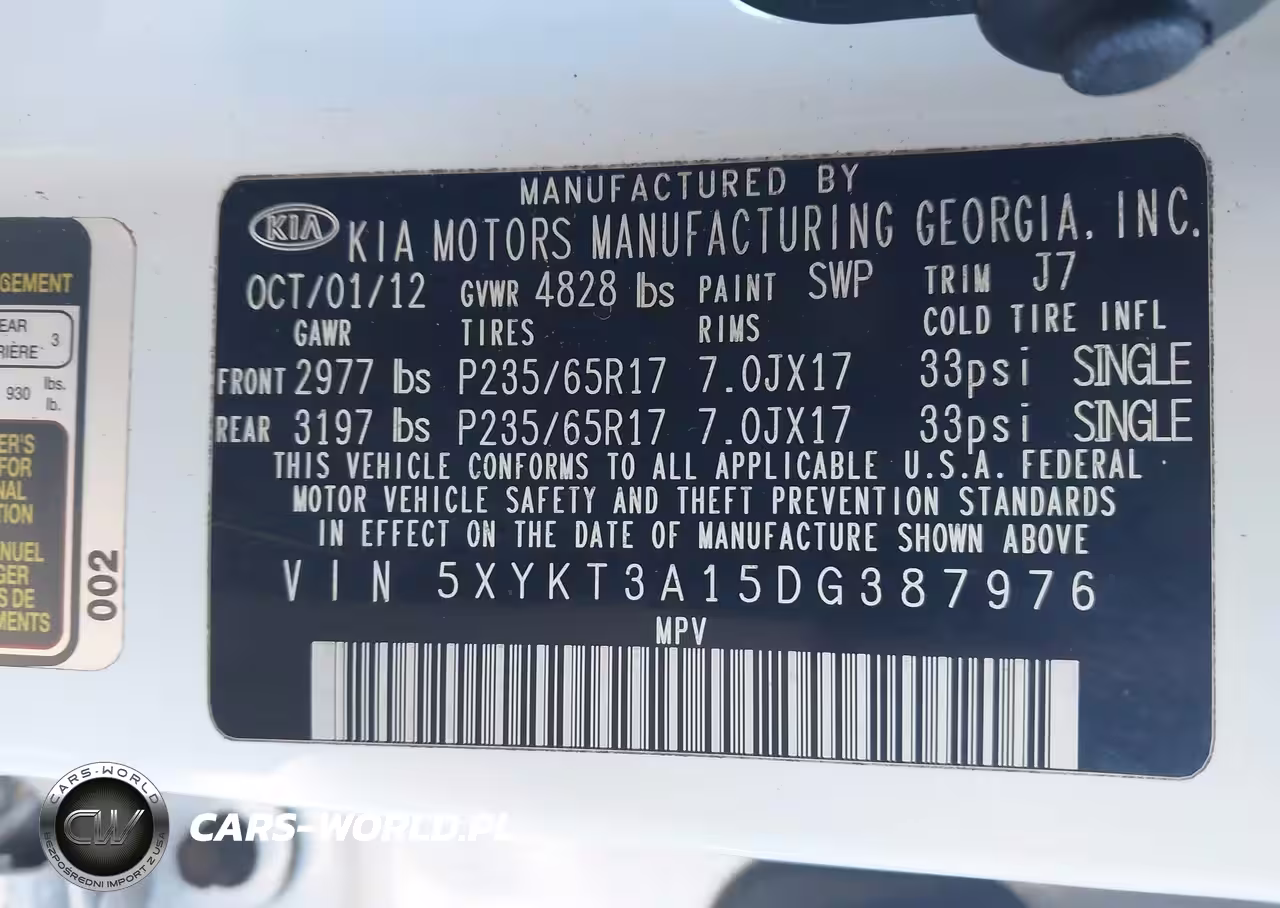 MANUFACTURED BY
KIA KIA MOTORS MANUFACTURING GEORGIA, INC.
OCT/01/12 GVWR 4828 lbs PAINT SWP TRIM J7
GAWR TIRES RIMS COLD TIRE INFL
FRONT 2977 lbs P235/65R17 7.0JX17 33psi SINGLE
REAR 3197 lbs P235/65R17 7.0JX17 33psi SINGLE
THIS VEHICLE CONFORMS TO ALL APPLICABLE U.S.A. FEDERAL
MOTOR VEHICLE SAFETY AND THEFT PREVENTION STANDARDS
IN EFFECT ON THE DATE OF MANUFACTURE SHOWN ABOVE
VIN 5XYKT3A15DG387976
MPV
GEMENT
EAR
RIÈRE 3
930 lbs.
lb.
ER'S
FOR
NAL
TION
NUEL
GER
S DE
MENTS
002
CARS-WORLD
CW
BEZPOŚREDNI IMPORT Z USA
CARS-WORLD.PL